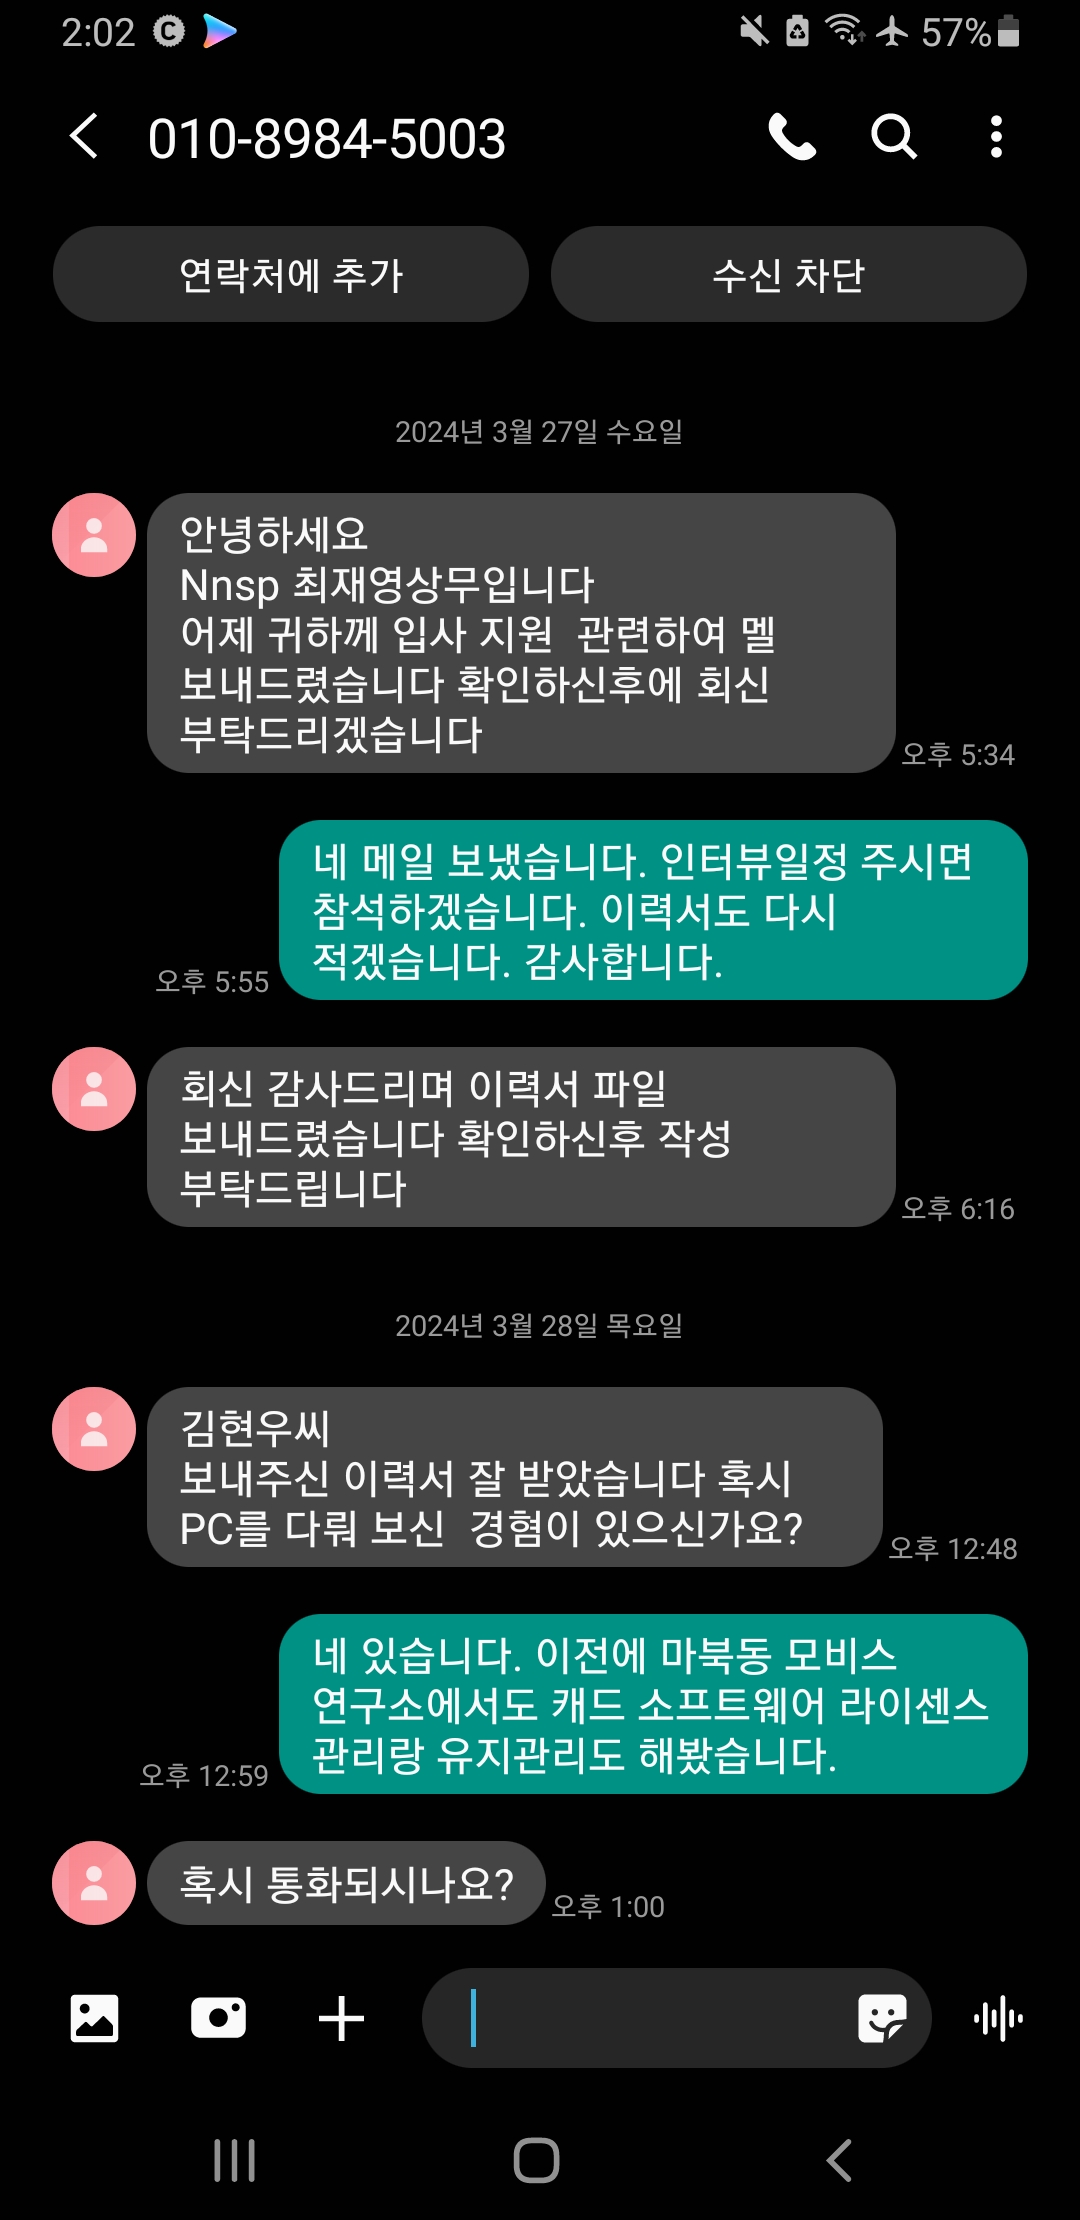 2:02
57%
010-8984-5003
연락처에 추가
수신 차단
2024년 3월 27일 수요일
안녕하세요
Nnsp 최재영상무입니다
어제 귀하께 입사 지원  관련하여 멜
보내드렸습니다 확인하신후에 회신
부탁드리겠습니다
오후 5:34
네 메일 보냈습니다. 인터뷰일정 주시면
참석하겠습니다. 이력서도 다시
적겠습니다. 감사합니다.
오후 5:55
회신 감사드리며 이력서 파일
보내드렸습니다 확인하신후 작성
부탁드립니다
오후 6:16
2024년 3월 28일 목요일
김현우씨
보내주신 이력서 잘 받았습니다 혹시
PC를 다뤄 보신  경혐이 있으신가요?
오후 12:48
네 있습니다. 이전에 마북동 모비스
연구소에서도 캐드 소프트웨어 라이센스
관리랑 유지관리도 해봤습니다.
오후 12:59
혹시 통화되시나요?
오후 1:00